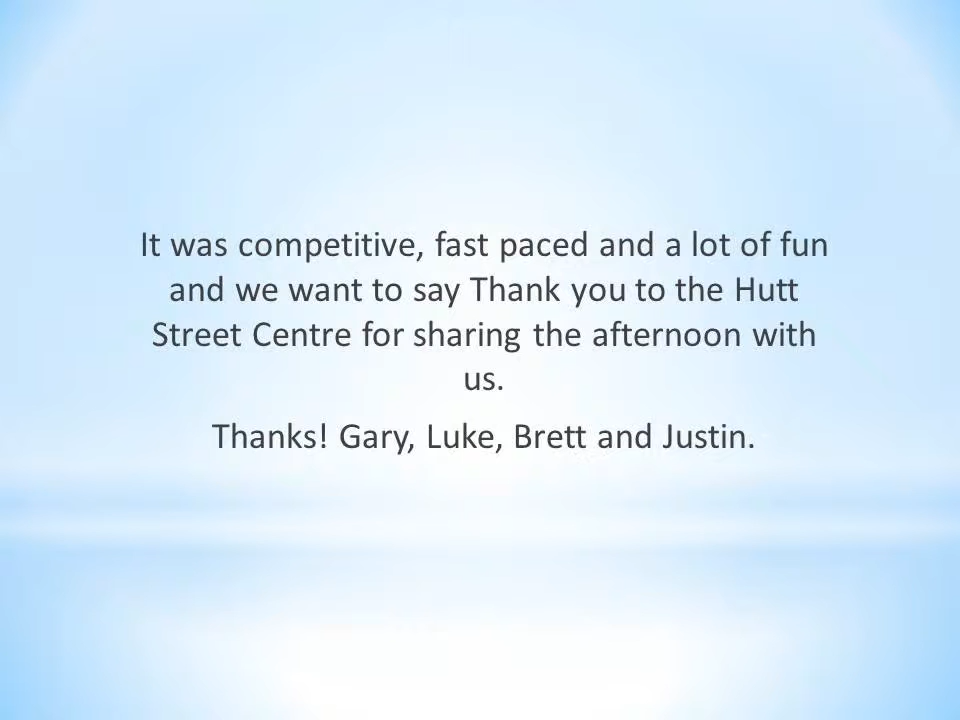 It was competitive, fast paced and a lot of fun
and we want to say Thank you to the Hutt
Street Centre for sharing the afternoon with
us.
Thanks! Gary, Luke, Brett and Justin.